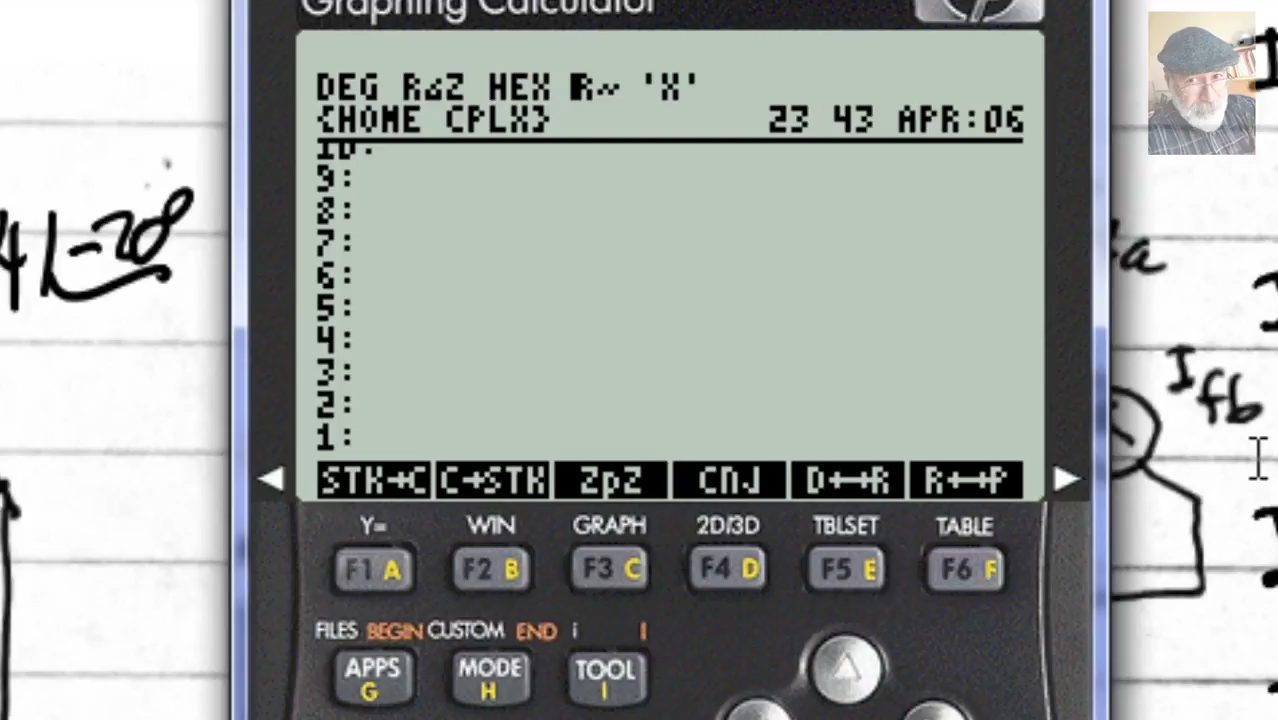 Graphing Calculator
DEG R∠Z HEX R~ 'X'
{HOME CPLX} 23 43 APR:06
10:
9:
8:
7:
6:
5:
4:
3:
2:
1:
STK→C C→STK ZpZ CNJ D↔R R↔P
Y= WIN GRAPH 2D/3D TBLSET TABLE
F1 A F2 B F3 C F4 D F5 E F6 F
FILES BEGIN CUSTOM END i I
APPS MODE TOOL
G H I
4∠-20°
a
Ifb
I